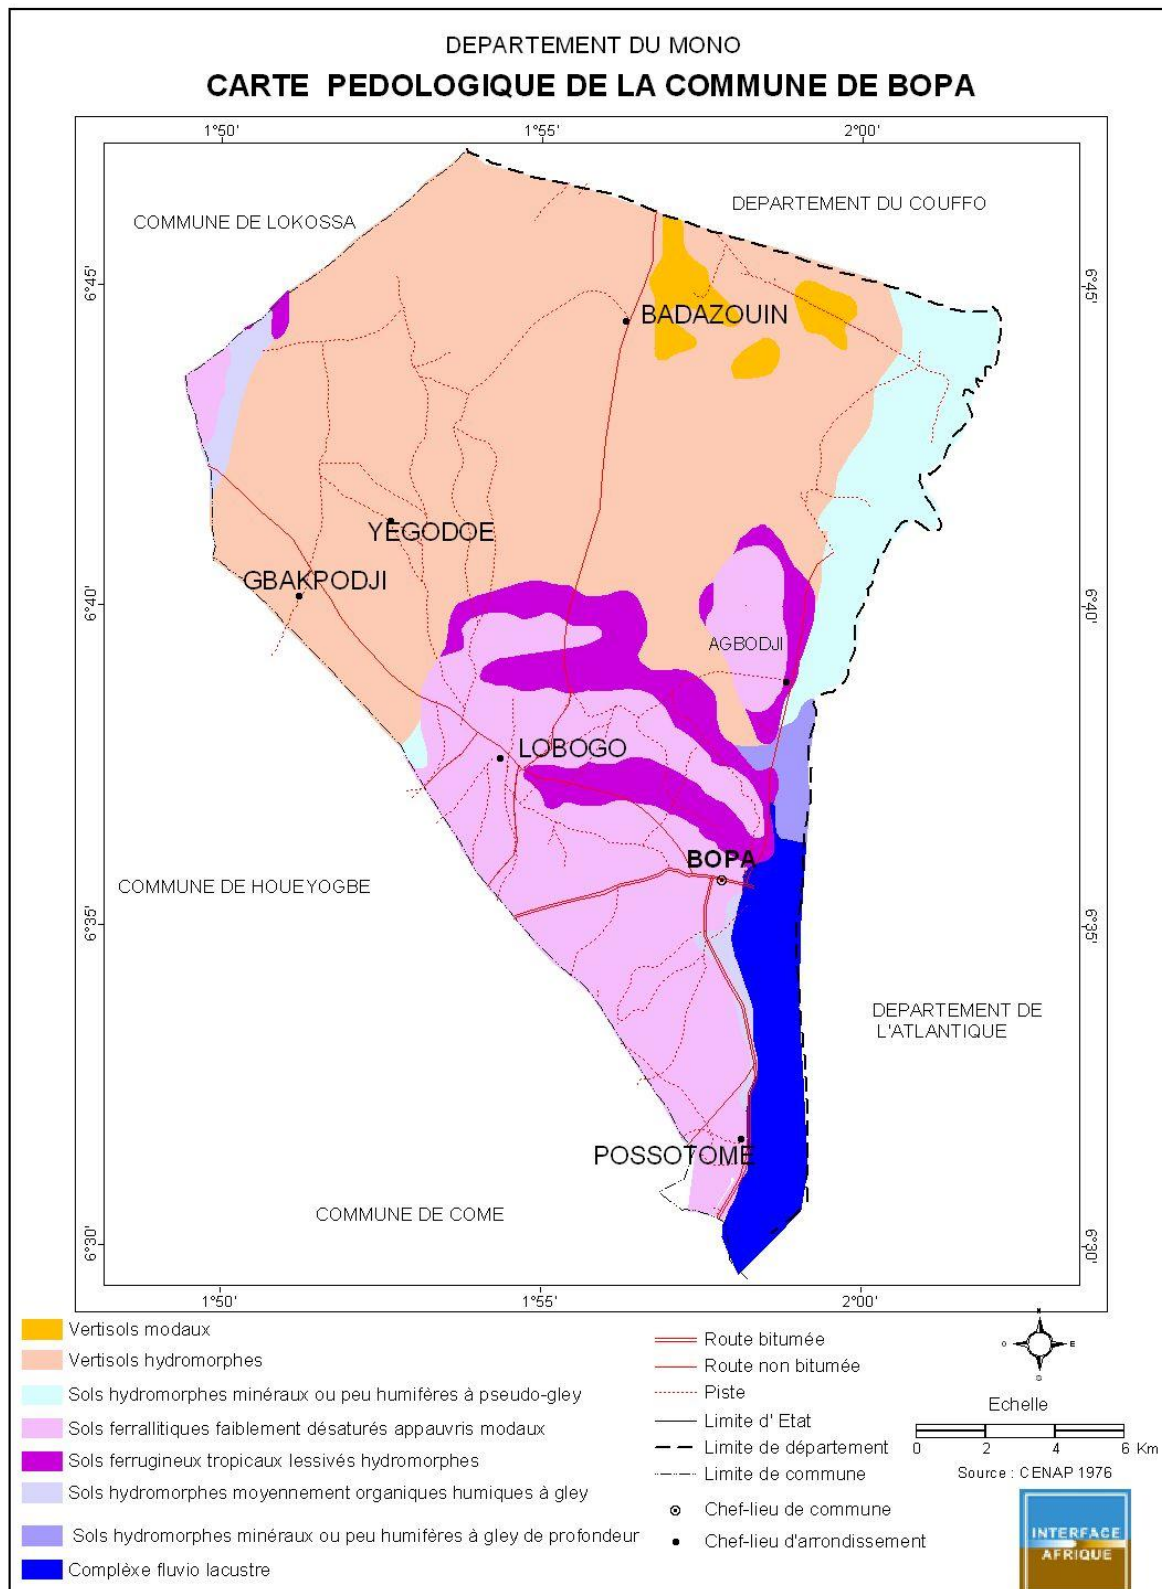 DEPARTEMENT DU MONO
CARTE PEDOLOGIQUE DE LA COMMUNE DE BOPA
1°50'
1°55'
2°00'
COMMUNE DE LOKOSSA
DEPARTEMENT DU COUFFO
6°45'
6°45'
BADAZOUIN
YEGODOE
GBAKPODJI
6°40'
6°40'
AGBODJI
LOBOGO
BOPA
COMMUNE DE HOUEYOGBE
6°35'
6°35'
DEPARTEMENT DE
L'ATLANTIQUE
POSSOTOME
COMMUNE DE COME
6°30'
6°30'
1°50'
1°55'
2°00'
Vertisols modaux
Vertisols hydromorphes
Sols hydromorphes minéraux ou peu humifères à pseudo-gley
Sols ferrallitiques faiblement désaturés appauvris modaux
Sols ferrugineux tropicaux lessivés hydromorphes
Sols hydromorphes moyennement organiques humiques à gley
Sols hydromorphes minéraux ou peu humifères à gley de profondeur
Complèxe fluvio lacustre
Route bitumée
Route non bitumée
Piste
Limite d' Etat
Limite de département
Limite de commune
Chef-lieu de commune
Chef-lieu d'arrondissement
N
O
E
S
Echelle
0 2 4 6 Km
Source : CENAP 1976
INTERFACE
AFRIQUE